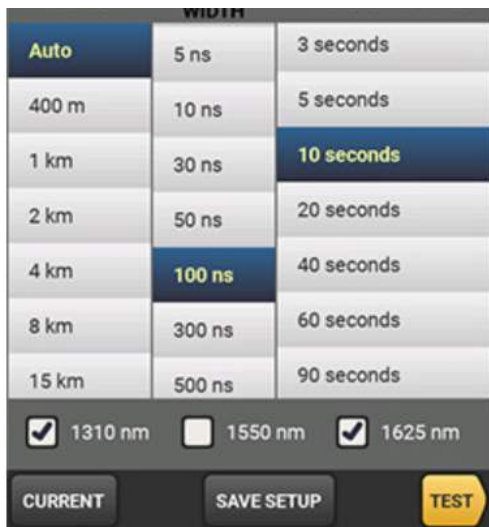 WIDTH
Auto
5 ns
3 seconds
400 m
10 ns
5 seconds
1 km
30 ns
10 seconds
2 km
50 ns
20 seconds
4 km
100 ns
40 seconds
8 km
300 ns
60 seconds
15 km
500 ns
90 seconds
1310 nm
1550 nm
1625 nm
CURRENT
SAVE SETUP
TEST